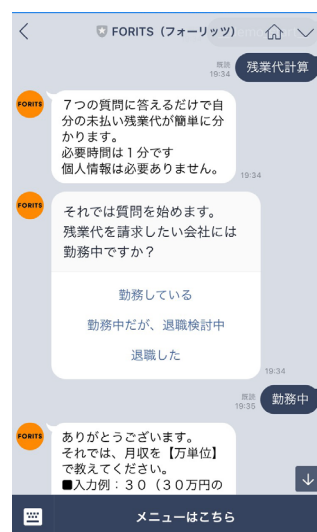 FORITS（フォーリッツ）
既読
19:34
残業代計算
FORITS
７つの質問に答えるだけで自
分の未払い残業代が簡単に分
かります。
必要時間は１分です
個人情報は必要ありません。
19:34
FORITS
それでは質問を始めます。
残業代を請求したい会社には
勤務中ですか？
勤務している
勤務中だが、退職検討中
退職した
19:34
既読
19:35
勤務中
FORITS
ありがとうございます。
それでは、月収を【万単位】
で教えてください。
■入力例：３０（３０万円の
メニューはこちら